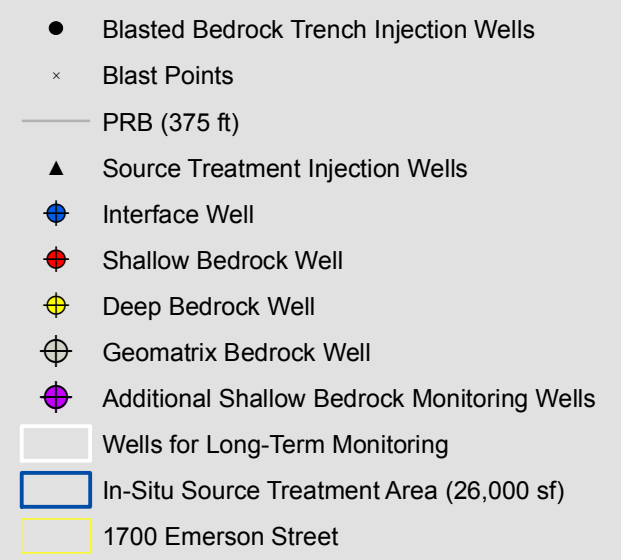 Blasted Bedrock Trench Injection Wells
Blast Points
PRB (375 ft)
Source Treatment Injection Wells
Interface Well
Shallow Bedrock Well
Deep Bedrock Well
Geomatrix Bedrock Well
Additional Shallow Bedrock Monitoring Wells
Wells for Long-Term Monitoring
In-Situ Source Treatment Area (26,000 sf)
1700 Emerson Street